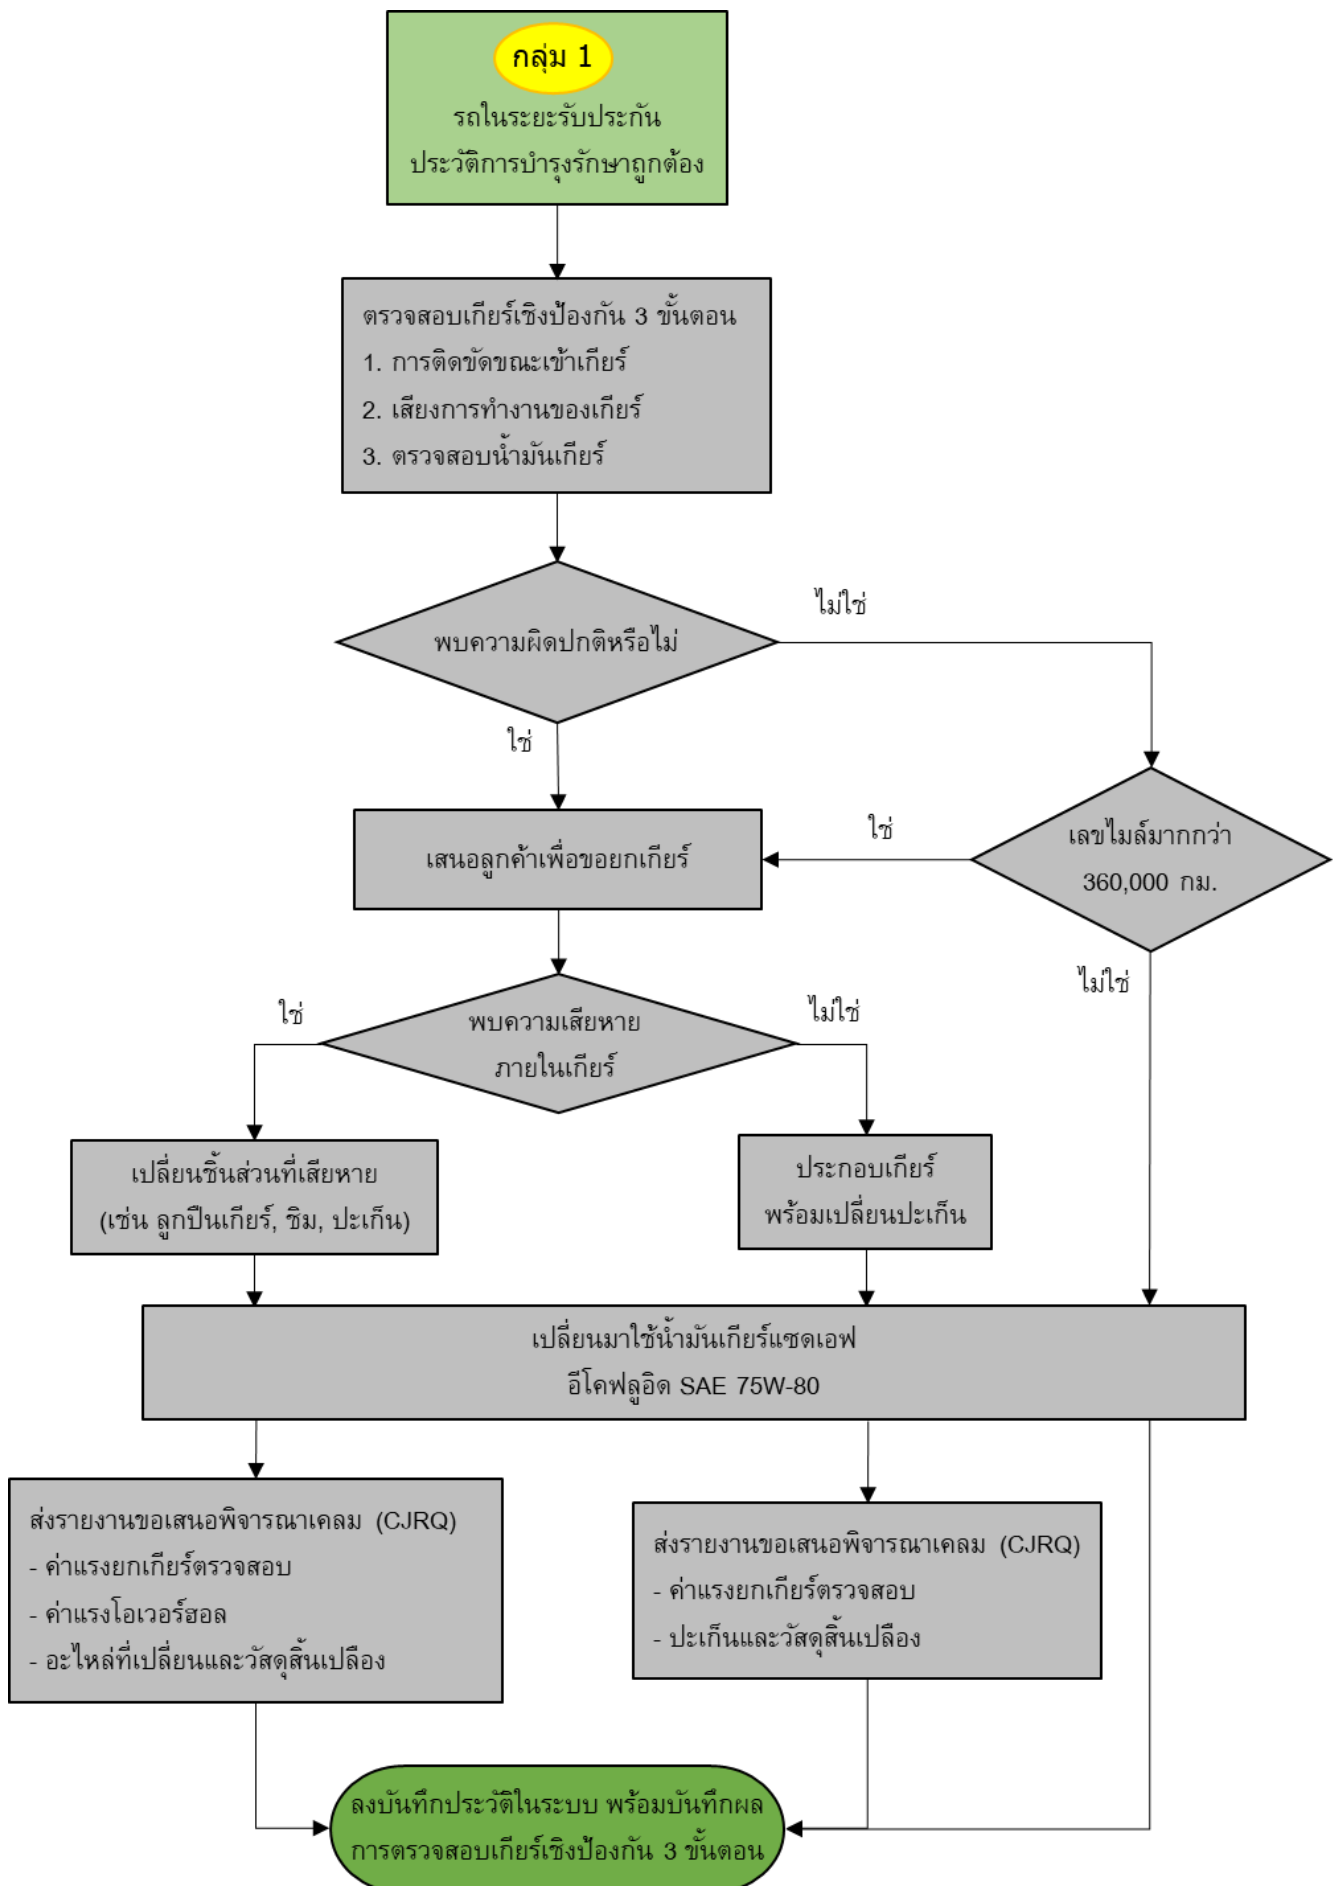 กลุ่ม 1
รถในระยะรับประกัน
ประวัติการบำรุงรักษาถูกต้อง
ตรวจสอบเกียร์เชิงป้องกัน 3 ขั้นตอน
1. การติดขัดขณะเข้าเกียร์
2. เสียงการทำงานของเกียร์
3. ตรวจสอบน้ำมันเกียร์
ไม่ใช่
พบความผิดปกติหรือไม่
ใช่
ใช่
เลขไมล์มากกว่า
360,000 กม.
เสนอลูกค้าเพื่อขอยกเกียร์
ไม่ใช่
ใช่
ไม่ใช่
พบความเสียหาย
ภายในเกียร์
เปลี่ยนชิ้นส่วนที่เสียหาย
(เช่น ลูกปืนเกียร์, ชิม, ปะเก็น)
ประกอบเกียร์
พร้อมเปลี่ยนปะเก็น
เปลี่ยนมาใช้น้ำมันเกียร์แซดเอฟ
อีโคฟลูอิด SAE 75W-80
ส่งรายงานขอเสนอพิจารณาเคลม (CJRQ)
- ค่าแรงยกเกียร์ตรวจสอบ
- ค่าแรงโอเวอร์ฮอล
- อะไหล่ที่เปลี่ยนและวัสดุสิ้นเปลือง
ส่งรายงานขอเสนอพิจารณาเคลม (CJRQ)
- ค่าแรงยกเกียร์ตรวจสอบ
- ปะเก็นและวัสดุสิ้นเปลือง
ลงบันทึกประวัติในระบบ พร้อมบันทึกผล
การตรวจสอบเกียร์เชิงป้องกัน 3 ขั้นตอน